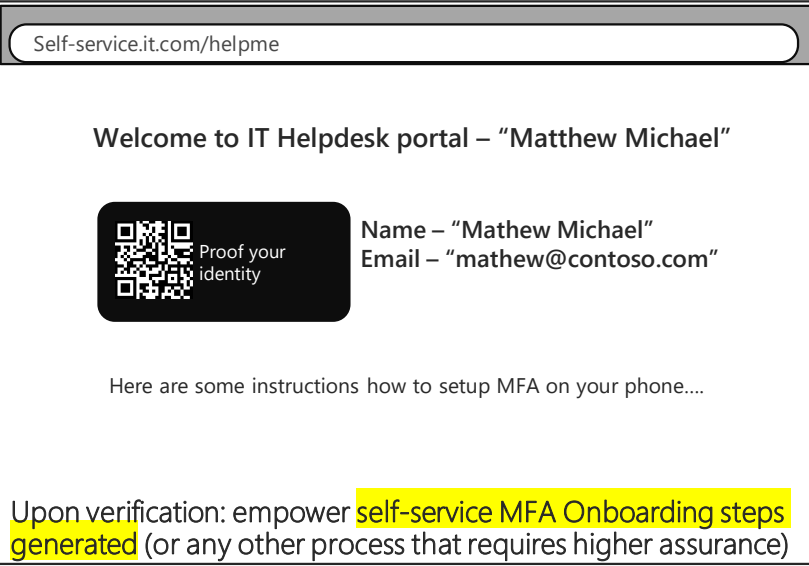 Self-service.it.com/helpme
Welcome to IT Helpdesk portal – “Matthew Michael”
Proof your
identity
Name – “Mathew Michael”
Email – “mathew@contoso.com”
Here are some instructions how to setup MFA on your phone....
Upon verification: empower self-service MFA Onboarding steps
generated (or any other process that requires higher assurance)